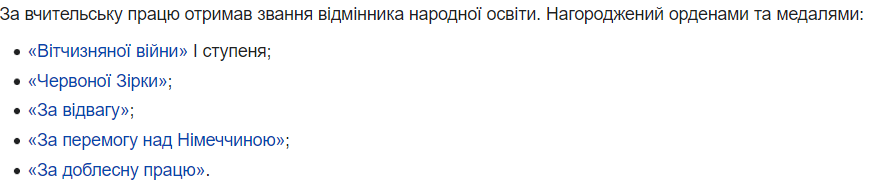 За вчительську працю отримав звання відмінника народної освіти. Нагороджений орденами та медалями:
«Вітчизняної війни» І ступеня;
«Червоної Зірки»;
«За відвагу»;
«За перемогу над Німеччиною»;
«За доблесну працю».